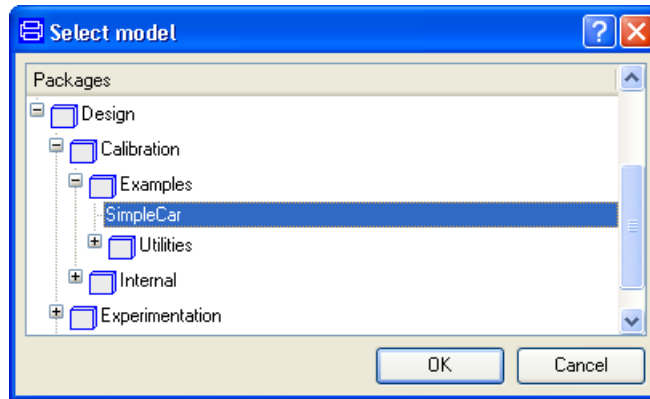 Select model
Packages
Design
Calibration
Examples
SimpleCar
Utilities
Internal
Experimentation
OK Cancel